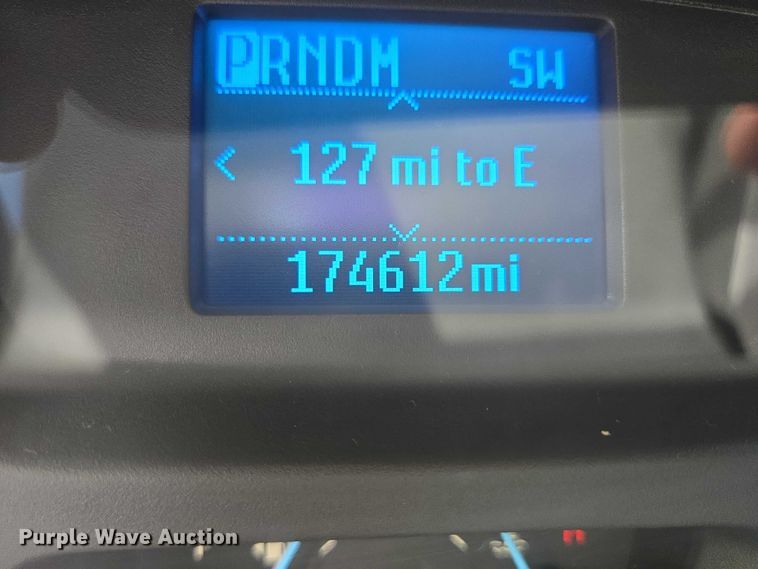 PRNDM SW
< 127 mi to E
174612mi
Purple Wave Auction